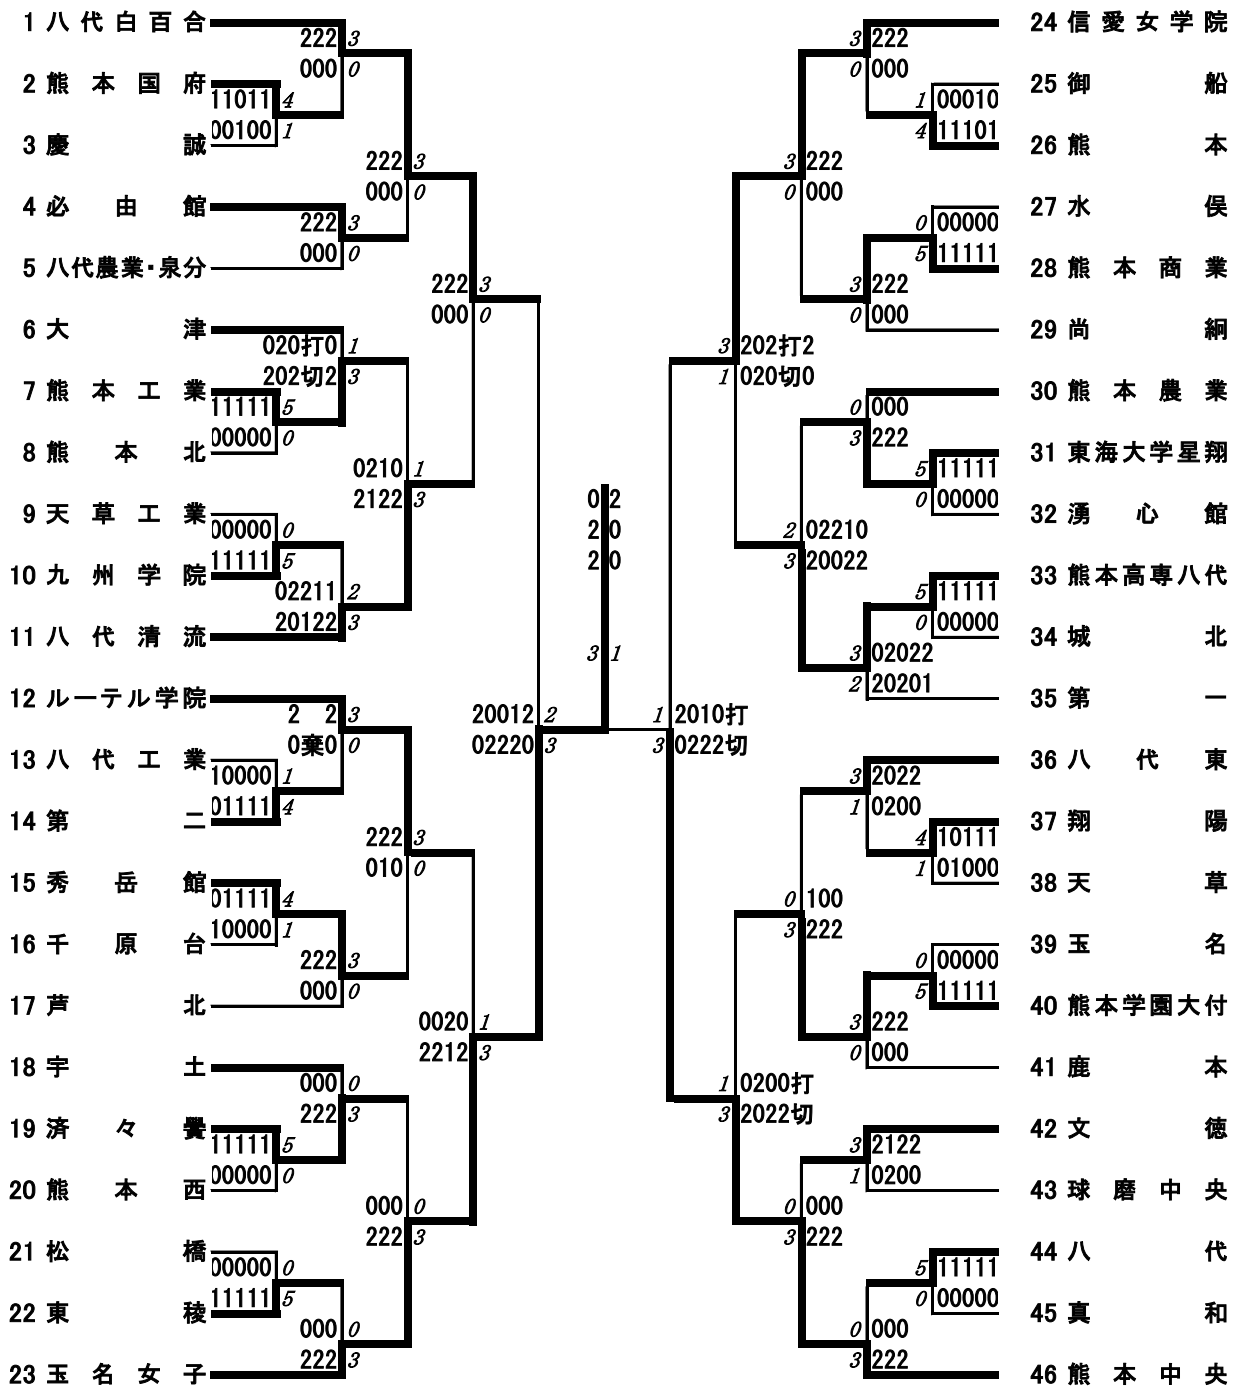 1 八代白百合
222 3
000 0
2 熊本国府
11011 4
00100 1
3 慶誠
222 3
000 0
4 必由館
222 3
000 0
5 八代農業・泉分
222 3
000 0
6 大津
020打0 1
202切2 3
7 熊本工業
11111 5
00000 0
8 熊本北
0210 1
2122 3
9 天草工業
00000 0
11111 5
10 九州学院
02211 2
20122 3
11 八代清流
12 ルーテル学院
2 2 3
0棄0 0
20012 2
02220 3
13 八代工業
10000 1
01111 4
14 第二
222 3
010 0
15 秀岳館
01111 4
10000 1
16 千原台
222 3
000 0
17 芦北
0020 1
2212 3
18 宇土
000 0
222 3
19 済々黌
11111 5
00000 0
20 熊本西
000 0
222 3
21 松橋
00000 0
11111 5
22 東稜
000 0
222 3
23 玉名女子
0 2
2 0
2 0
3 1
24 信愛女学院
3 222
0 000
25 御船
1 00010
4 11101
26 熊本
3 222
0 000
27 水俣
0 00000
5 11111
28 熊本商業
3 222
0 000
29 尚絅
3 202打2
1 020切0
30 熊本農業
0 000
3 222
31 東海大学星翔
5 11111
0 00000
32 湧心館
2 02210
3 20022
33 熊本高専八代
5 11111
0 00000
34 城北
3 02022
2 20201
35 第一
1 2010打
3 0222切
36 八代東
3 2022
1 0200
37 翔陽
4 10111
1 01000
38 天草
0 100
3 222
39 玉名
0 00000
5 11111
40 熊本学園大付
3 222
0 000
41 鹿本
1 0200打
3 2022切
42 文徳
3 2122
1 0200
43 球磨中央
0 000
3 222
44 八代
5 11111
0 00000
45 真和
0 000
3 222
46 熊本中央